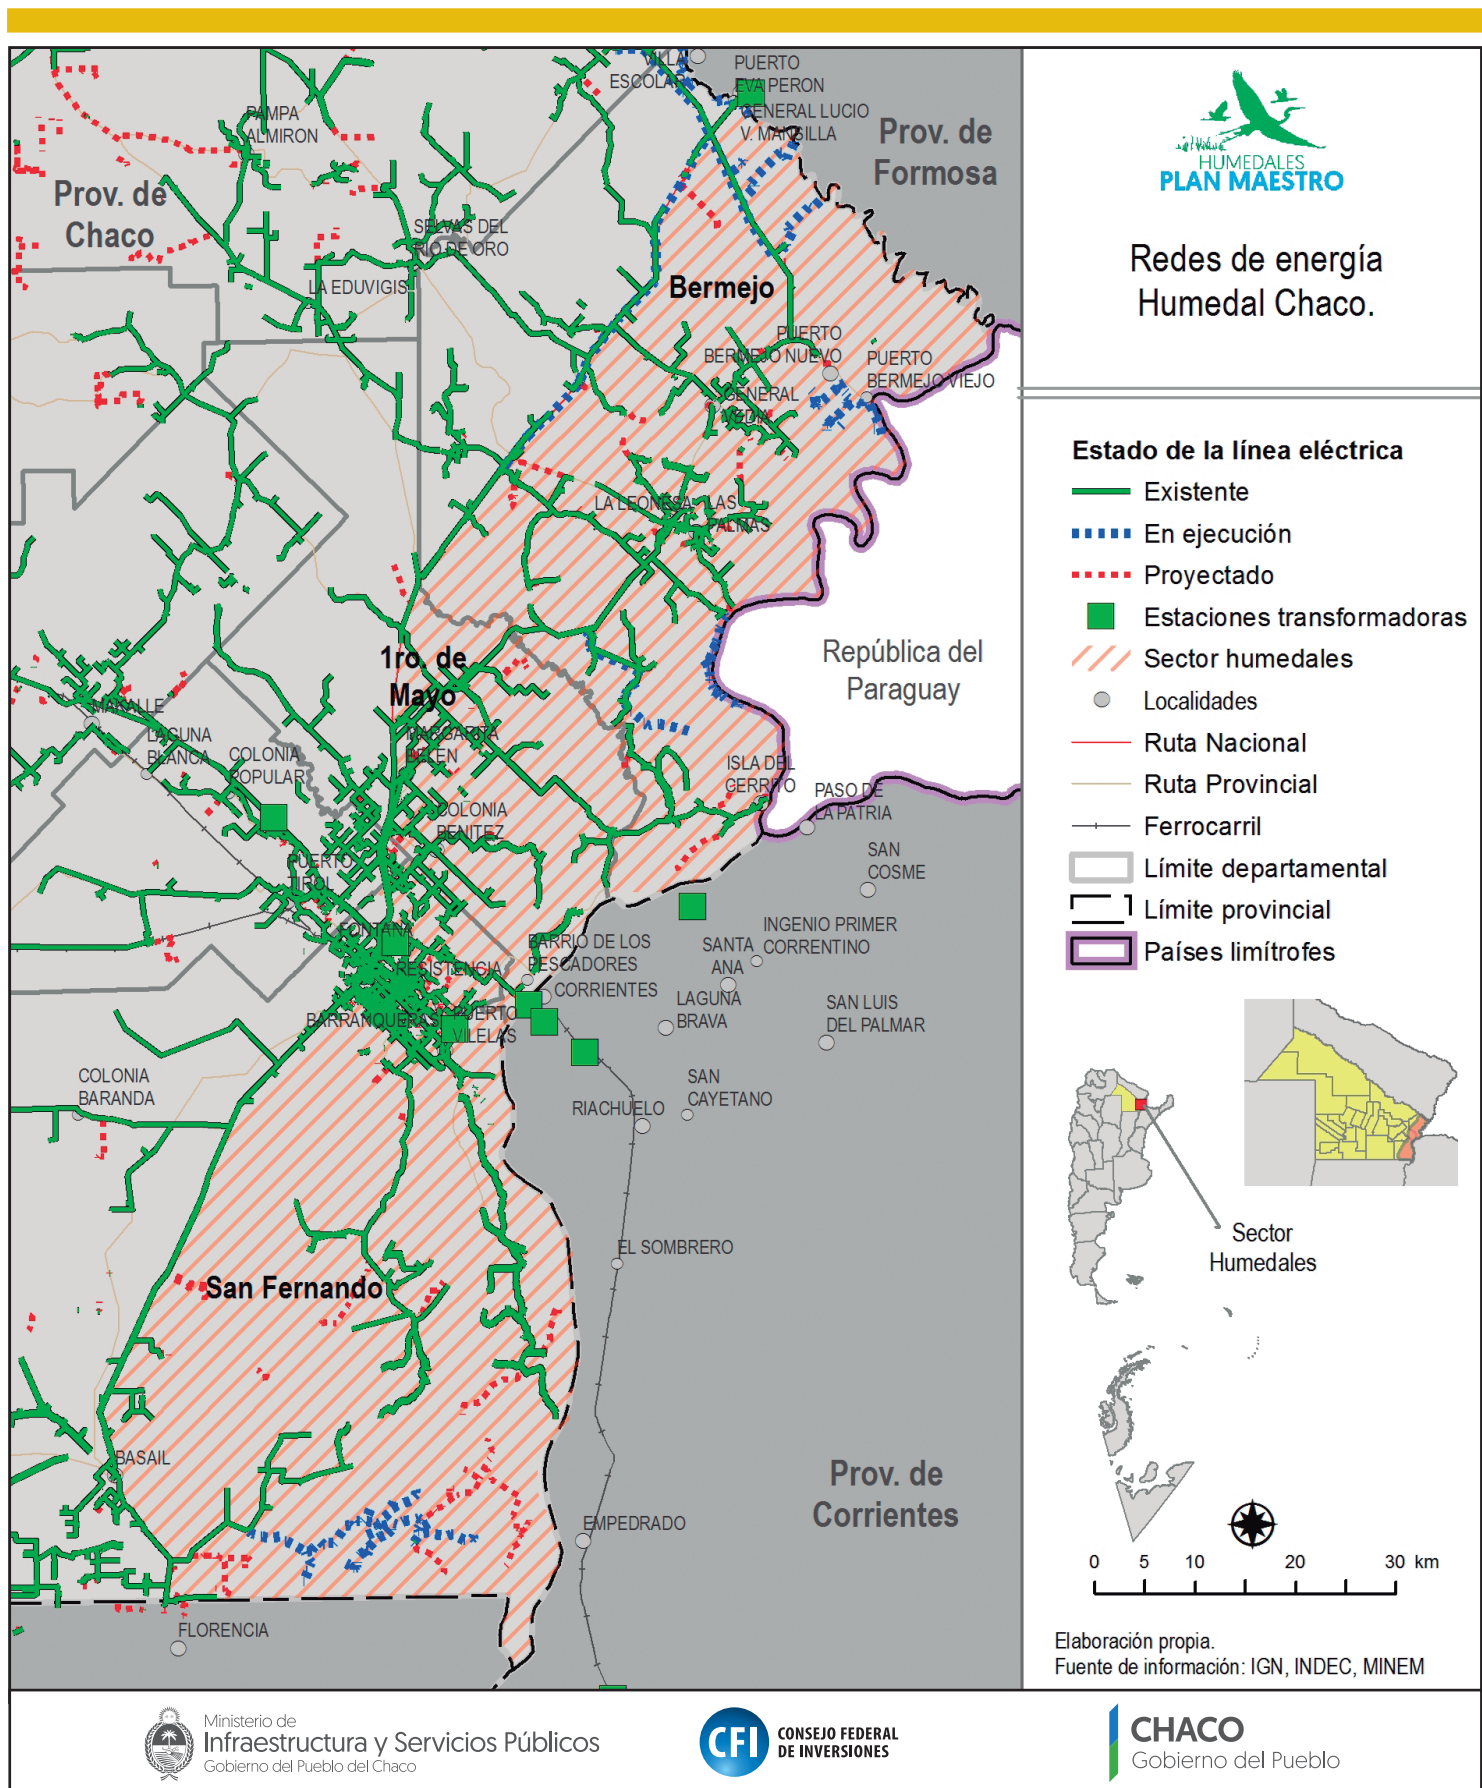 VILLA
ESCOLAR
PUERTO
EVA PERON
GENERAL LUCIO
V. MANSILLA
Prov. de
Formosa
PAMPA
ALMIRON
Prov. de
Chaco
SELVAS DEL
RIO DE ORO
LA EDUVIGIS
Bermejo
PUERTO
BERMEJO NUEVO
PUERTO
BERMEJO VIEJO
GENERAL
VEDIA
LA LEONESA
LAS
PALMAS
República del
Paraguay
1ro. de
Mayo
MAKALLE
LAGUNA
BLANCA
COLONIA
POPULAR
MARGARITA
BELEN
ISLA DEL
CERRITO
PASO DE
LA PATRIA
COLONIA
BENITEZ
SAN
COSME
PUERTO
TIROL
FONTANA
RESISTENCIA
BARRIO DE LOS
PESCADORES
CORRIENTES
SANTA
ANA
INGENIO PRIMER
CORRENTINO
LAGUNA
BRAVA
SAN LUIS
DEL PALMAR
BARRANQUERAS
PUERTO
VILELAS
COLONIA
BARANDA
SAN
CAYETANO
RIACHUELO
EL SOMBRERO
San Fernando
BASAIL
Prov. de
Corrientes
EMPEDRADO
FLORENCIA
HUMEDALES
PLAN MAESTRO
Redes de energía
Humedal Chaco.
Estado de la línea eléctrica
Existente
En ejecución
Proyectado
Estaciones transformadoras
Sector humedales
Localidades
Ruta Nacional
Ruta Provincial
Ferrocarril
Límite departamental
Límite provincial
Países limítrofes
Sector
Humedales
0 5 10 20 30 km
Elaboración propia.
Fuente de información: IGN, INDEC, MINEM
Ministerio de
Infraestructura y Servicios Públicos
Gobierno del Pueblo del Chaco
CFI
CONSEJO FEDERAL
DE INVERSIONES
CHACO
Gobierno del Pueblo